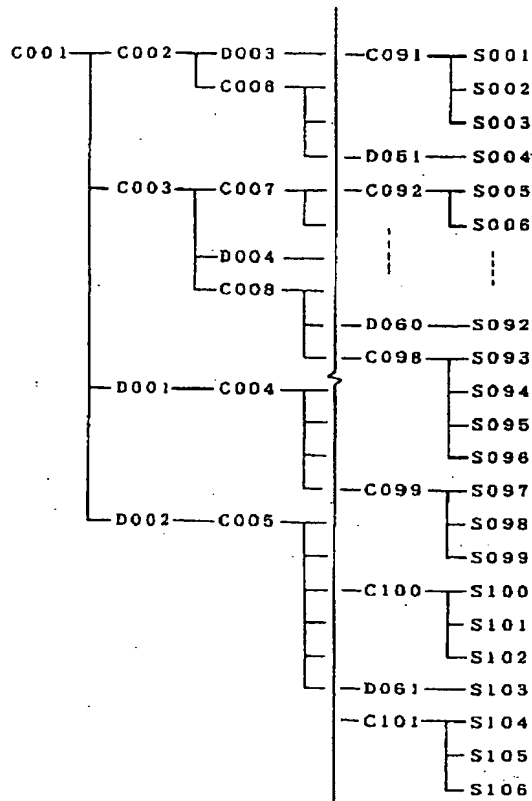 C001 C002 D003 C091 S001
C006 S002
S003
D051 S004
C003 C007 C092 S005
S006
D004
C008
D060 S092
C098 S093
D001 C004 S094
S095
S096
C099 S097
D002 C005 S098
S099
C100 S100
S101
S102
D061 S103
C101 S104
S105
S106